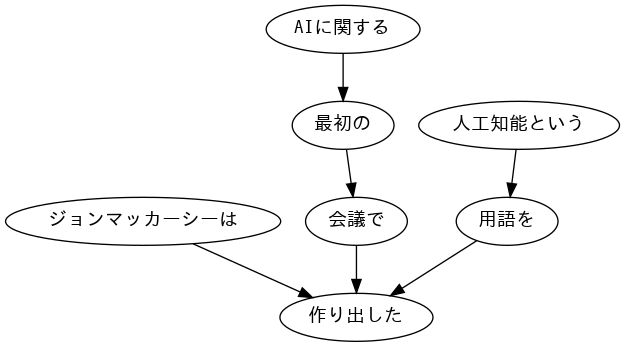 AIに関する
最初の
人工知能という
ジョンマッカーシーは
会議で
用語を
作り出した